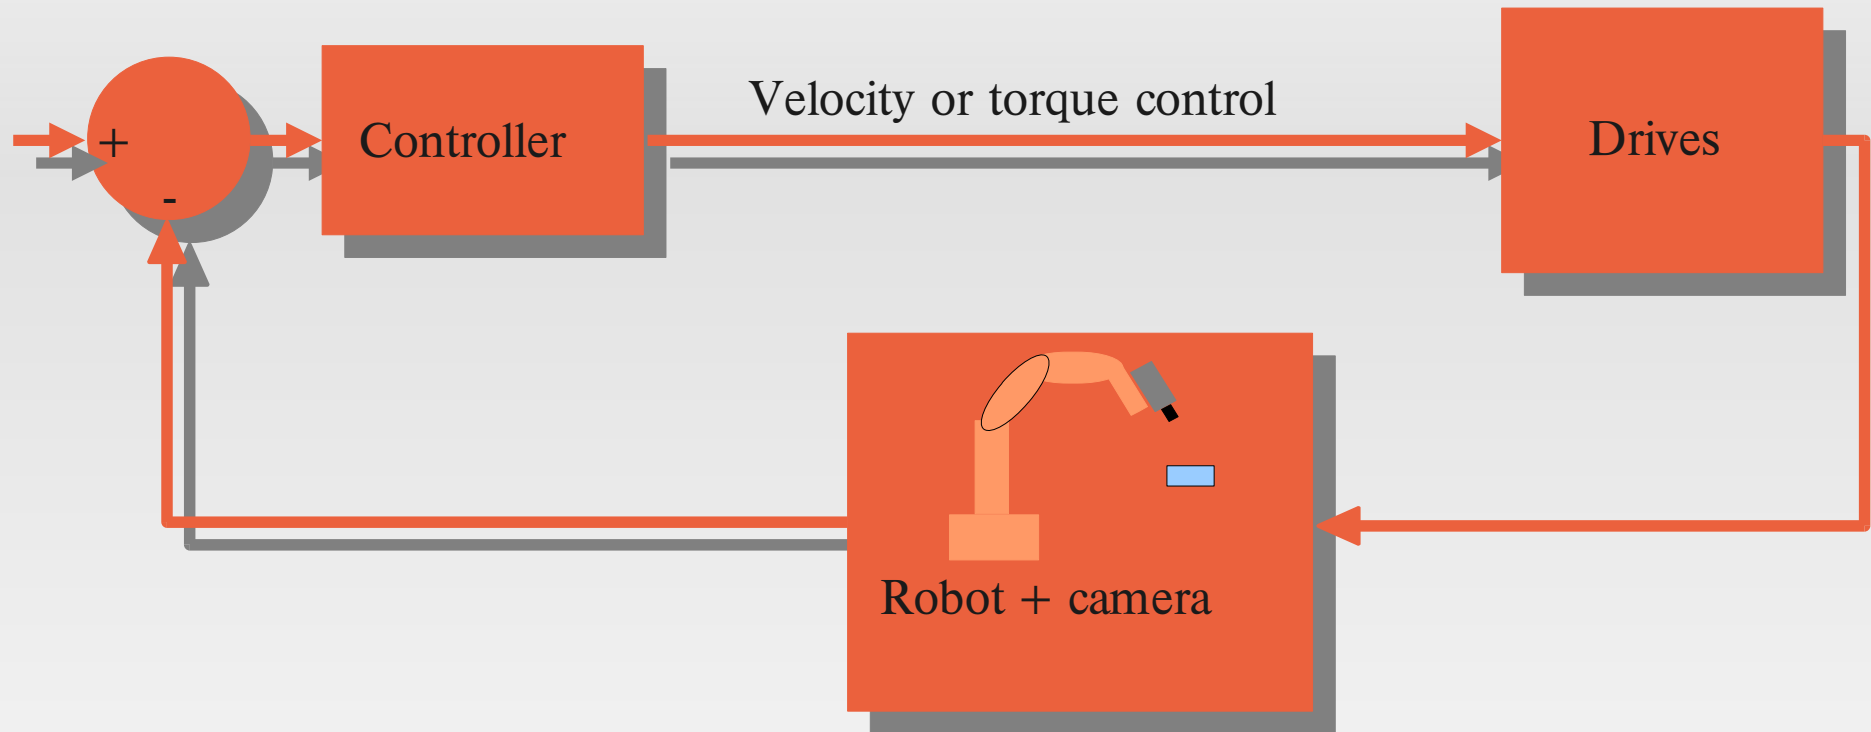 Velocity or torque control
+
Controller
Drives
-
Robot + camera